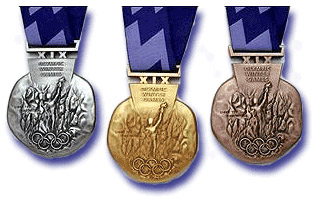 XIX
OLYMPIC
WINTER
GAMES
XIX
OLYMPIC
WINTER
GAMES
XIX
OLYMPIC
WINTER
GAMES